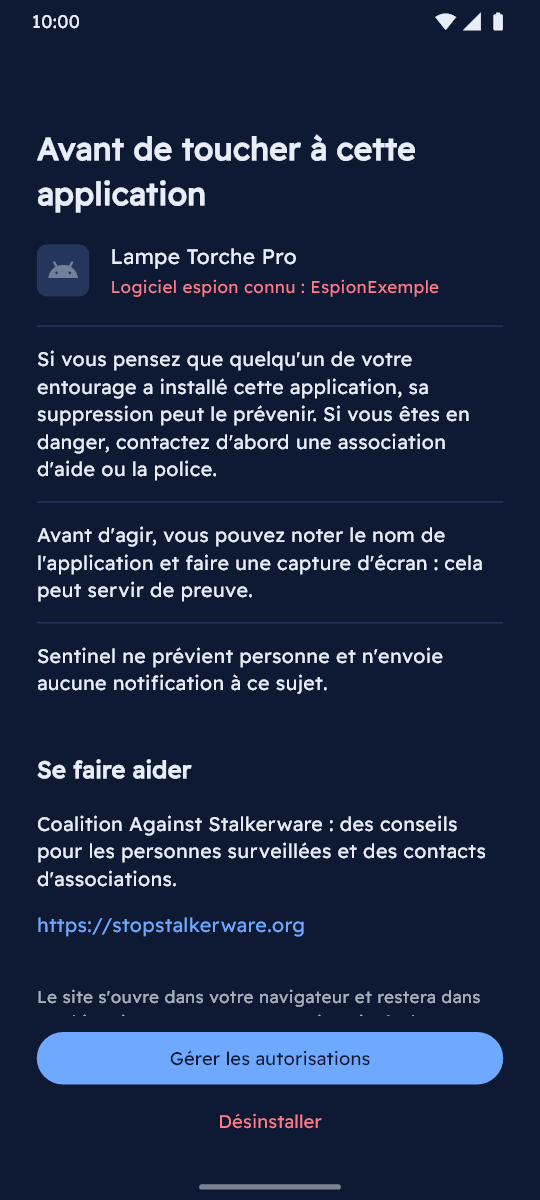 10:00
Avant de toucher à cette
application
Lampe Torche Pro
Logiciel espion connu : EspionExemple
Si vous pensez que quelqu'un de votre
entourage a installé cette application, sa
suppression peut le prévenir. Si vous êtes en
danger, contactez d'abord une association
d'aide ou la police.
Avant d'agir, vous pouvez noter le nom de
l'application et faire une capture d'écran : cela
peut servir de preuve.
Sentinel ne prévient personne et n'envoie
aucune notification à ce sujet.
Se faire aider
Coalition Against Stalkerware : des conseils
pour les personnes surveillées et des contacts
d'associations.
https://stopstalkerware.org
Le site s'ouvre dans votre navigateur et restera dans
Gérer les autorisations
Désinstaller